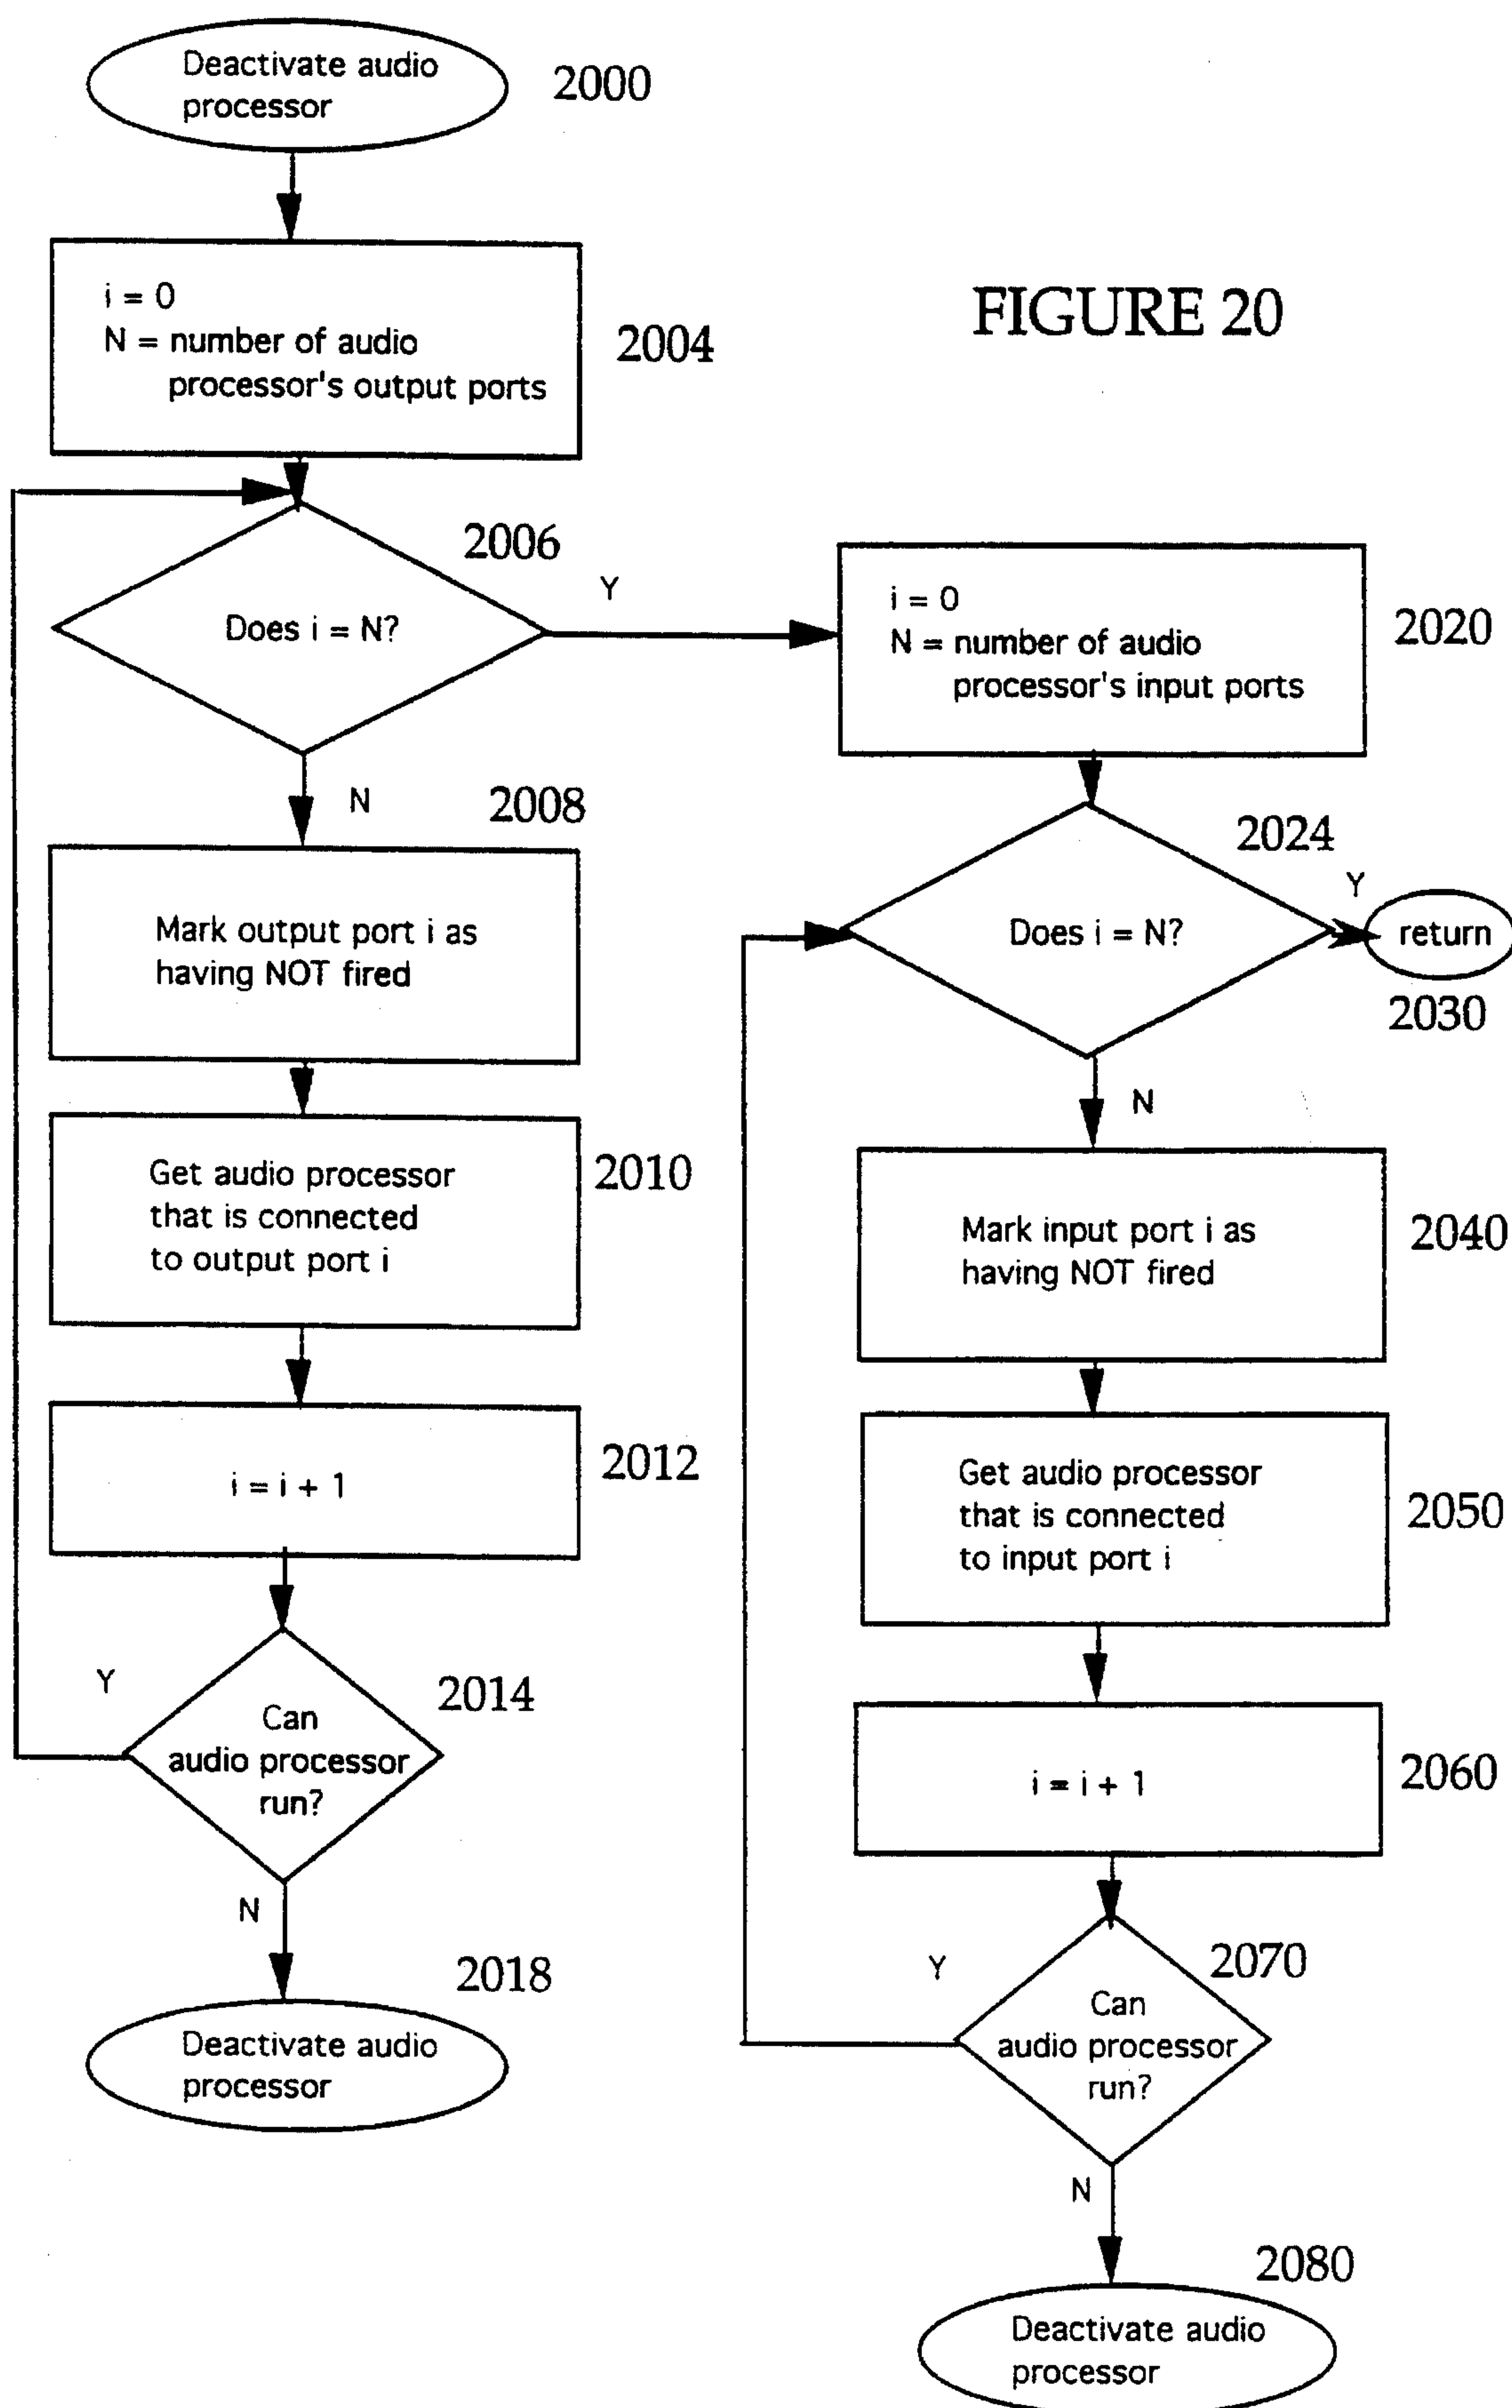 Deactivate audio
processor
2000
i = 0
N = number of audio
processor's output ports
2004
FIGURE 20
2006
Does i = N?
Y
N
2008
Mark output port i as
having NOT fired
Get audio processor
that is connected
to output port i
2010
i = i + 1
2012
Y
2014
Can
audio processor
run?
N
2018
Deactivate audio
processor
i = 0
N = number of audio
processor's input ports
2020
2024
Does i = N?
Y
return
2030
N
Mark input port i as
having NOT fired
2040
Get audio processor
that is connected
to input port i
2050
i = i + 1
2060
Y
2070
Can
audio processor
run?
N
2080
Deactivate audio
processor